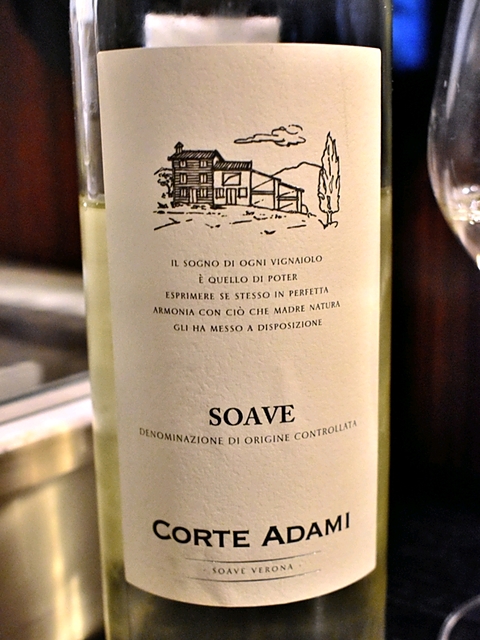 IL SOGNO DI OGNI VIGNAIOLO
È QUELLO DI POTER
ESPRIMERE SE STESSO IN PERFETTA
ARMONIA CON CIÒ CHE MADRE NATURA
GLI HA MESSO A DISPOSIZIONE
SOAVE
DENOMINAZIONE DI ORIGINE CONTROLLATA
CORTE ADAMI
· SOAVE VERONA ·